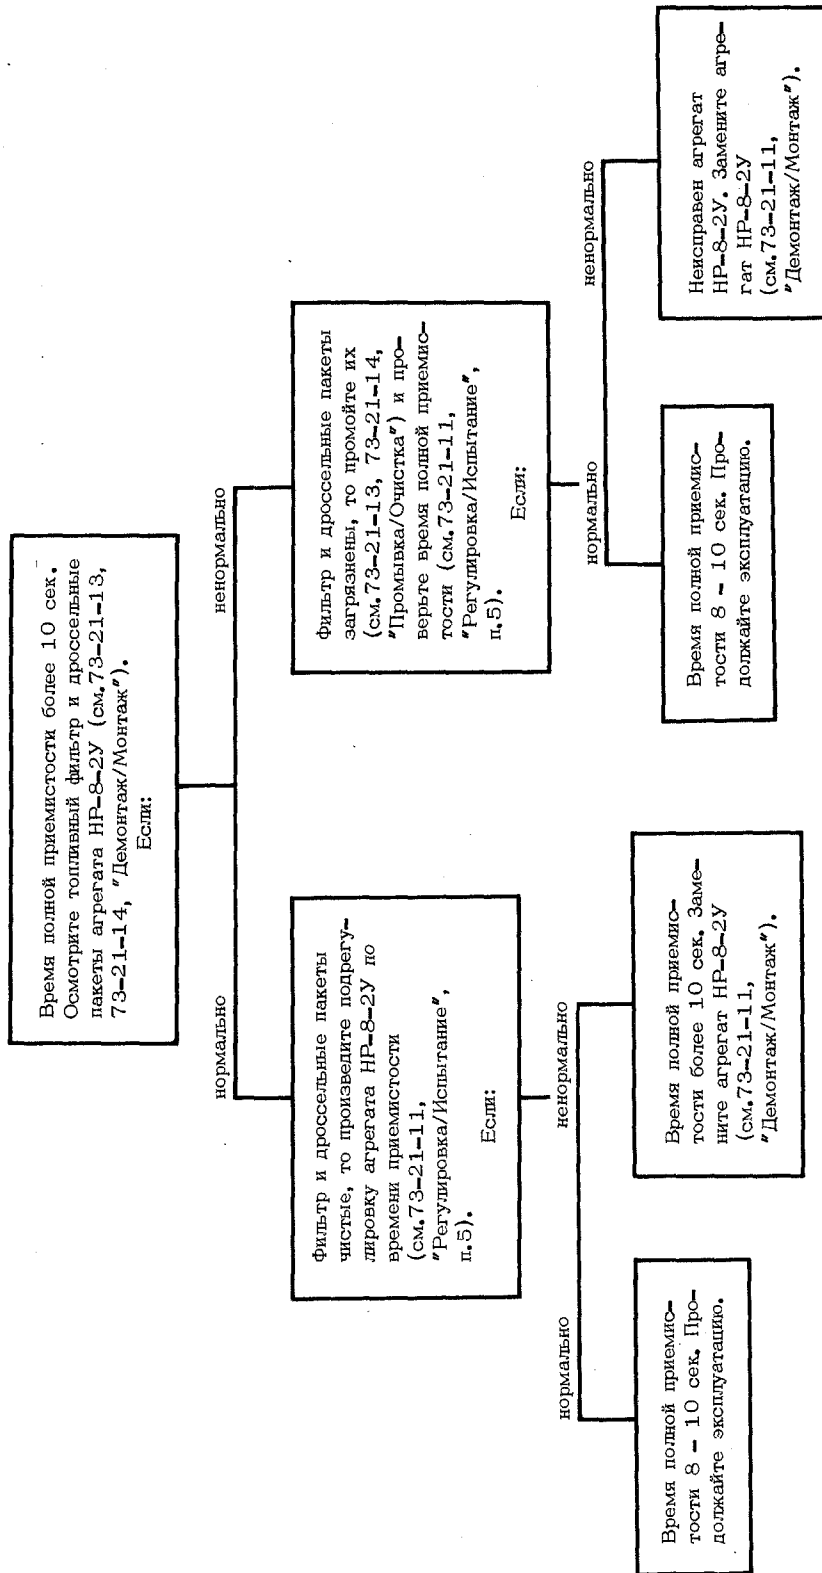 Время полной приемистости более 10 сек.
Осмотрите топливный фильтр и дроссельные
пакеты агрегата НР-8-2У (см.73-21-13,
73-21-14, "Демонтаж/Монтаж").
Если:
нормально
ненормально
Фильтр и дроссельные пакеты
чистые, то произведите подрегу-
лировку агрегата НР-8-2У по
времени приемистости
(см.73-21-11,
"Регулировка/Испытание",
п.5).
Если:
Фильтр и дроссельные пакеты
загрязнены, то промойте их
(см.73-21-13, 73-21-14,
"Промывка/Очистка") и про-
верьте время полной приемис-
тости (см.73-21-11,
"Регулировка/Испытание",
п.5).
Если:
нормально
ненормально
нормально
ненормально
Время полной приемис-
тости 8 - 10 сек. Про-
должайте эксплуатацию.
Время полной приемис-
тости более 10 сек. Заме-
ните агрегат НР-8-2У
(см.73-21-11,
"Демонтаж/Монтаж").
Время полной приемис-
тости 8 - 10 сек. Про-
должайте эксплуатацию.
Неисправен агрегат
НР-8-2У. Замените агре-
гат НР-8-2У
(см.73-21-11,
"Демонтаж/Монтаж").